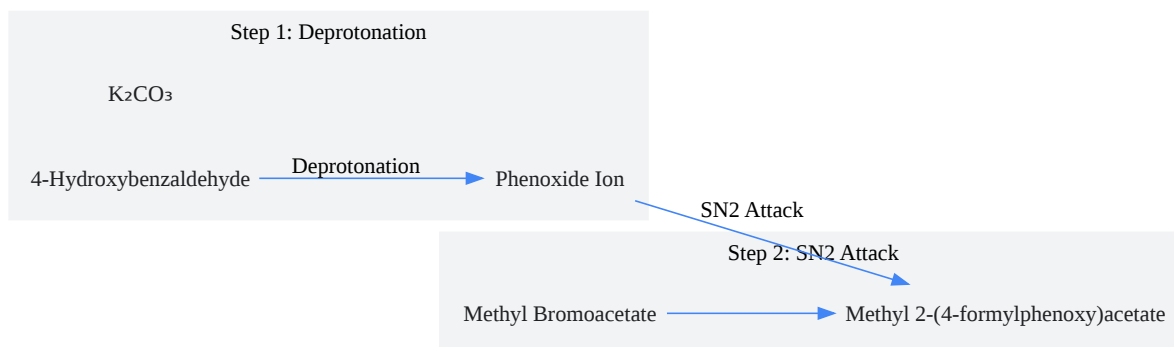 Step 1: Deprotonation
K₂CO₃
4-Hydroxybenzaldehyde
Deprotonation
Phenoxide Ion
SN2 Attack
Step 2: SN2 Attack
Methyl Bromoacetate
Methyl 2-(4-formylphenoxy)acetate